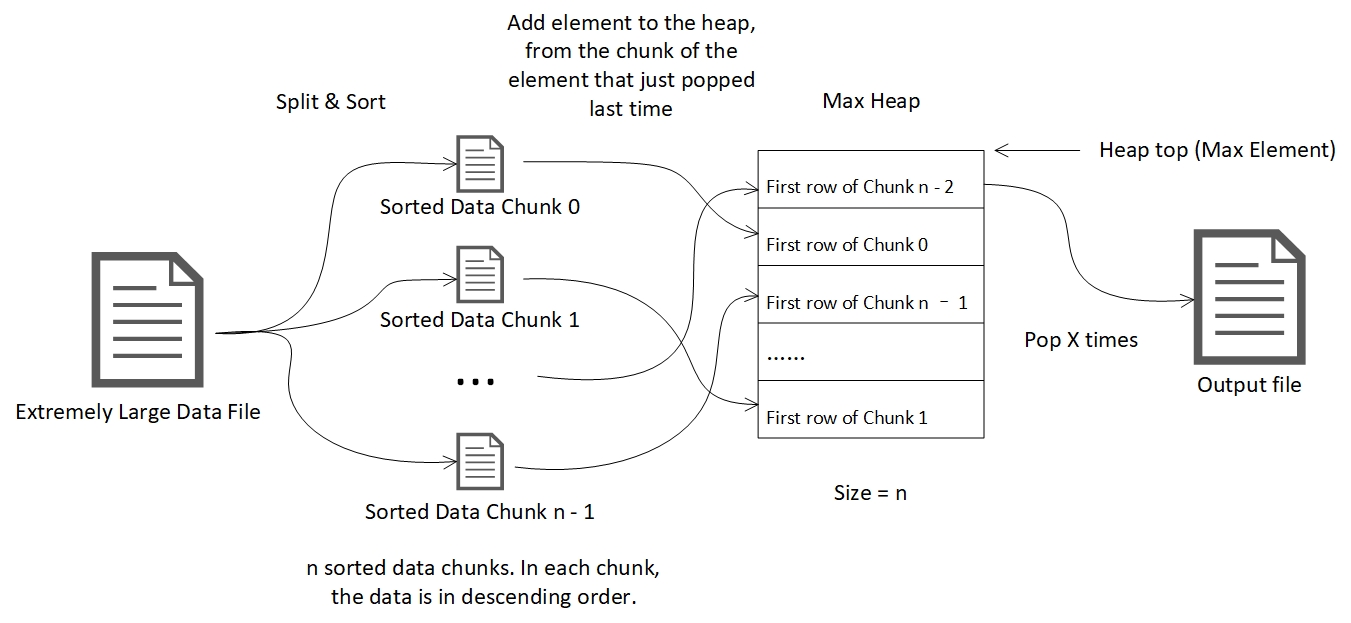 Add element to the heap,
from the chunk of the
element that just popped
last time
Split & Sort
Max Heap
Heap top (Max Element)
Sorted Data Chunk 0
First row of Chunk n - 2
First row of Chunk 0
Sorted Data Chunk 1
First row of Chunk n – 1
Pop X times
...
......
Output file
Extremely Large Data File
First row of Chunk 1
Size = n
Sorted Data Chunk n - 1
n sorted data chunks. In each chunk,
the data is in descending order.